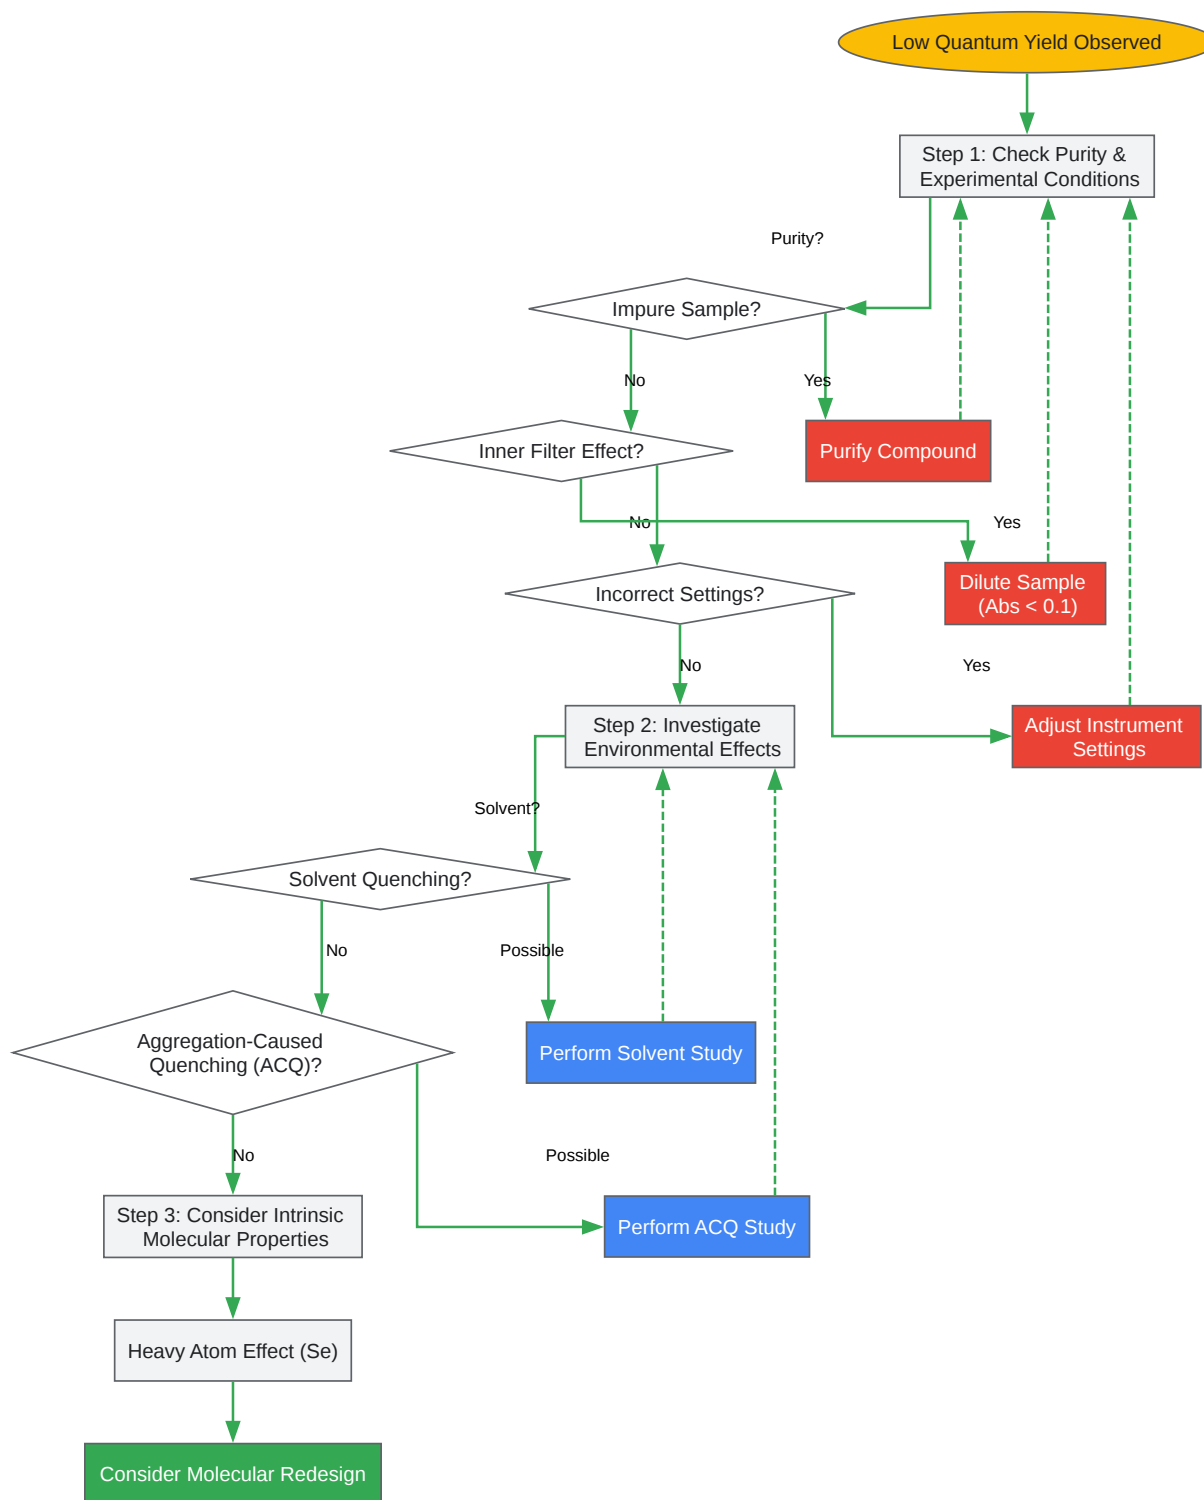 Low Quantum Yield Observed
Step 1: Check Purity &
Experimental Conditions
Purity?
Impure Sample?
No
Yes
Inner Filter Effect?
Purify Compound
No
Yes
Incorrect Settings?
Dilute Sample
(Abs < 0.1)
No
Yes
Step 2: Investigate
Environmental Effects
Adjust Instrument
Settings
Solvent?
Solvent Quenching?
No
Possible
Aggregation-Caused
Quenching (ACQ)?
Perform Solvent Study
No
Possible
Step 3: Consider Intrinsic
Molecular Properties
Perform ACQ Study
Heavy Atom Effect (Se)
Consider Molecular Redesign